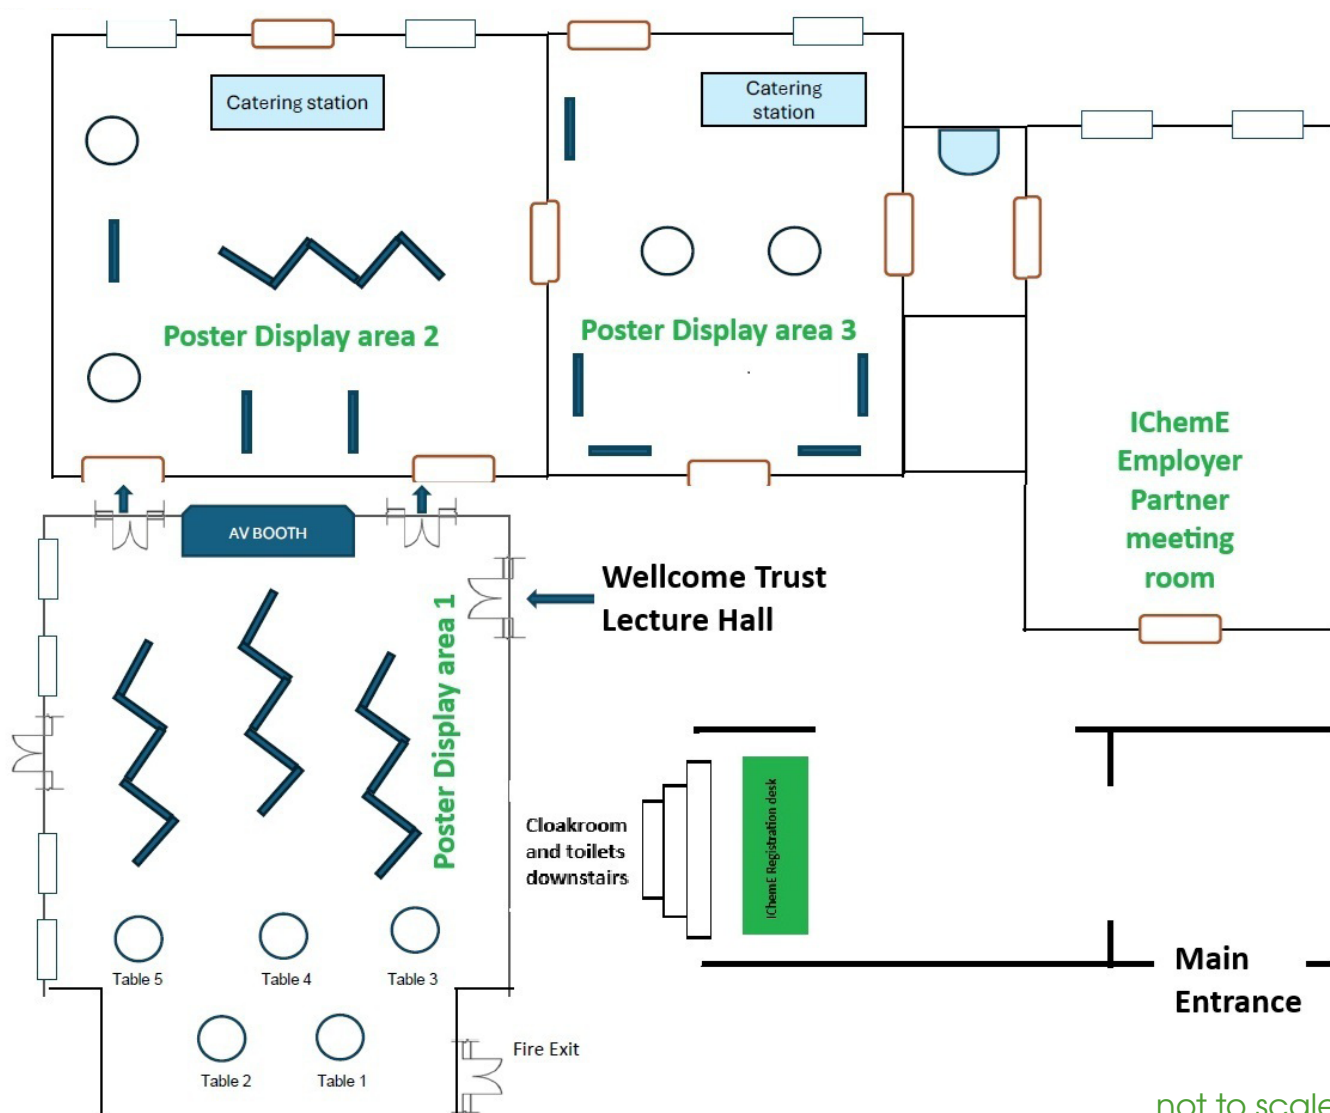 Catering station
Catering
station
Poster Display area 2
Poster Display area 3
IChemE
Employer
Partner
meeting
room
AV BOOTH
Wellcome Trust
Lecture Hall
Poster Display area 1
Cloakroom
and toilets
downstairs
IChemE Registration desk
Main
Entrance
Table 5
Table 4
Table 3
Table 2
Table 1
Fire Exit
not to scale